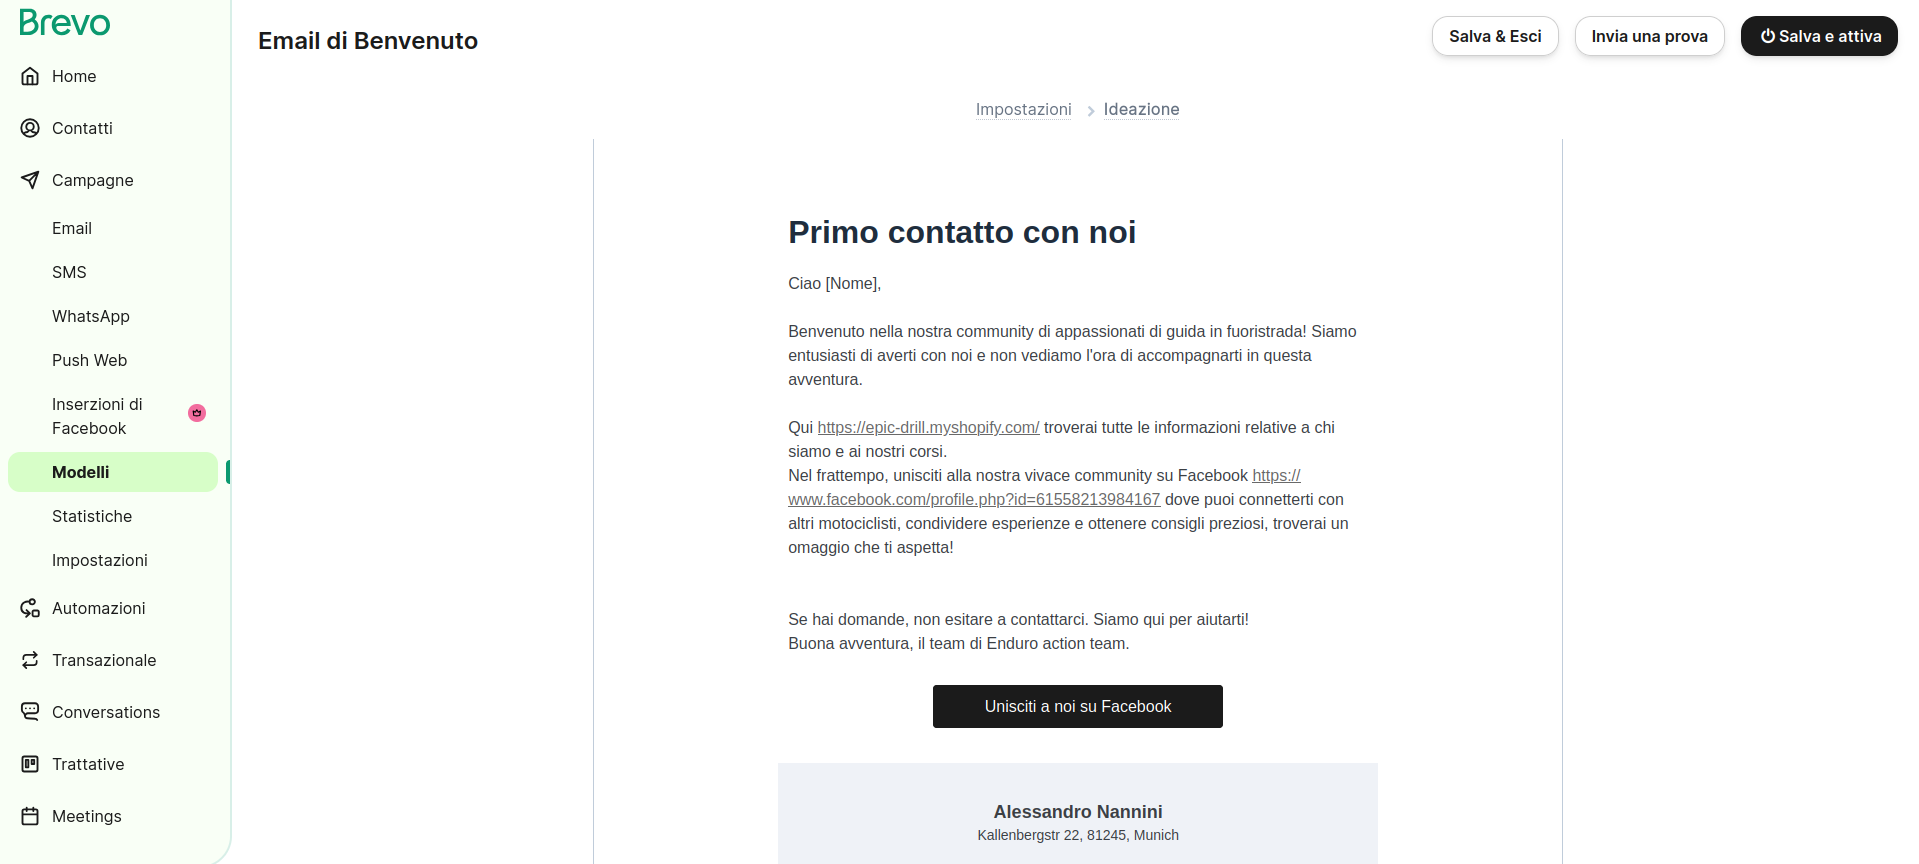 Brevo
Home
Contatti
Campagne
Email
SMS
WhatsApp
Push Web
Inserzioni di
Facebook
Modelli
Statistiche
Impostazioni
Automazioni
Transazionale
Conversations
Trattative
Meetings
Email di Benvenuto
Salva & Esci
Invia una prova
Salva e attiva
Impostazioni
Ideazione
Primo contatto con noi
Ciao [Nome],
Benvenuto nella nostra community di appassionati di guida in fuoristrada! Siamo
entusiasti di averti con noi e non vediamo l'ora di accompagnarti in questa
avventura.
Qui https://epic-drill.myshopify.com/ troverai tutte le informazioni relative a chi
siamo e ai nostri corsi.
Nel frattempo, unisciti alla nostra vivace community su Facebook https://
www.facebook.com/profile.php?id=61558213984167 dove puoi connetterti con
altri motociclisti, condividere esperienze e ottenere consigli preziosi, troverai un
omaggio che ti aspetta!
Se hai domande, non esitare a contattarci. Siamo qui per aiutarti!
Buona avventura, il team di Enduro action team.
Unisciti a noi su Facebook
Alessandro Nannini
Kallenbergstr 22, 81245, Munich